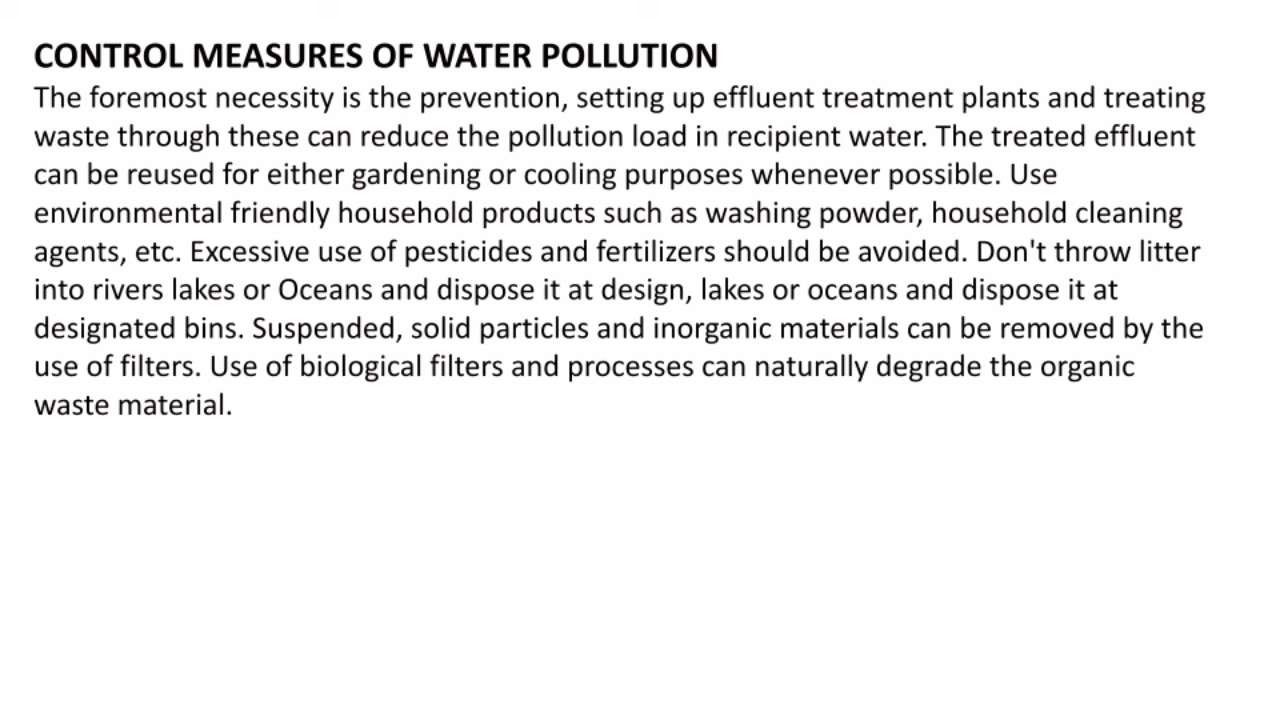 CONTROL MEASURES OF WATER POLLUTION
The foremost necessity is the prevention, setting up effluent treatment plants and treating
waste through these can reduce the pollution load in recipient water. The treated effluent
can be reused for either gardening or cooling purposes whenever possible. Use
environmental friendly household products such as washing powder, household cleaning
agents, etc. Excessive use of pesticides and fertilizers should be avoided. Don't throw litter
into rivers lakes or Oceans and dispose it at design, lakes or oceans and dispose it at
designated bins. Suspended, solid particles and inorganic materials can be removed by the
use of filters. Use of biological filters and processes can naturally degrade the organic
waste material.